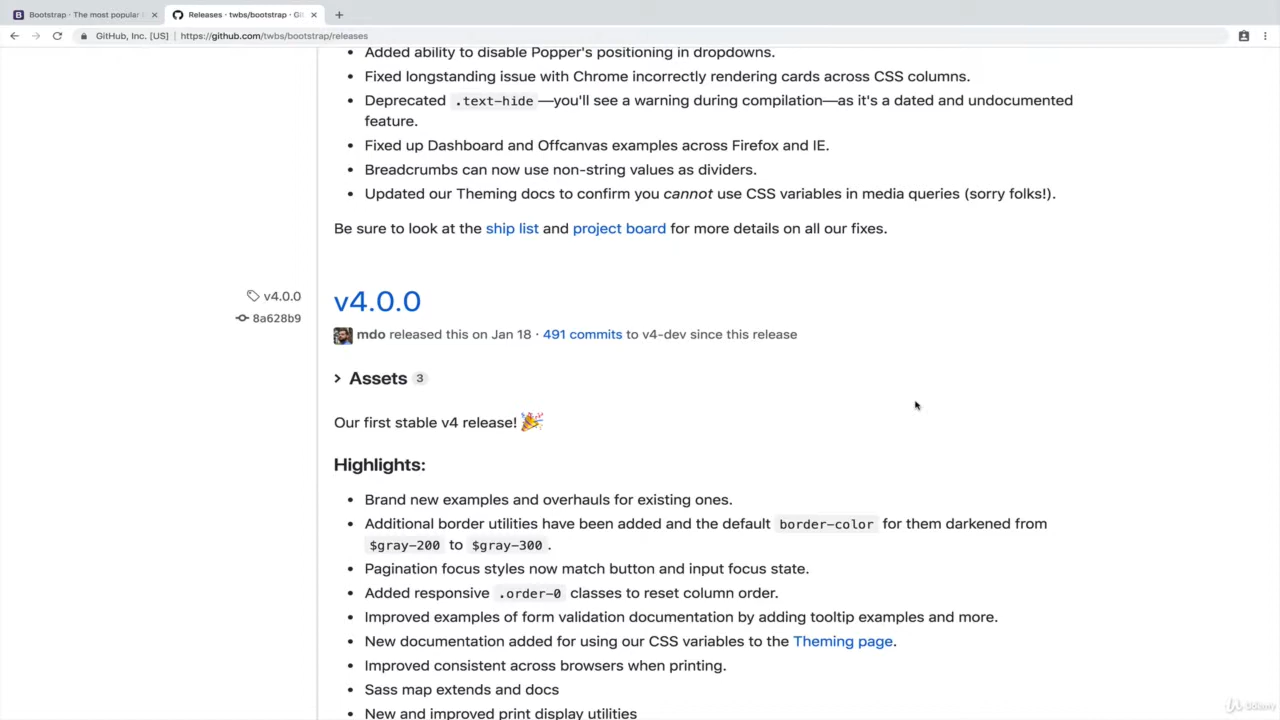 Bootstrap · The most popular
Releases · twbs/bootstrap · Gi
GitHub, Inc. [US] | https://github.com/twbs/bootstrap/releases
• Added ability to disable Popper's positioning in dropdowns.
• Fixed longstanding issue with Chrome incorrectly rendering cards across CSS columns.
• Deprecated .text-hide—you'll see a warning during compilation—as it's a dated and undocumented
feature.
• Fixed up Dashboard and Offcanvas examples across Firefox and IE.
• Breadcrumbs can now use non-string values as dividers.
• Updated our Theming docs to confirm you cannot use CSS variables in media queries (sorry folks!).
Be sure to look at the ship list and project board for more details on all our fixes.
v4.0.0
8a628b9
v4.0.0
mdo released this on Jan 18 · 491 commits to v4-dev since this release
Assets 3
Our first stable v4 release! 🎉
Highlights:
• Brand new examples and overhauls for existing ones.
• Additional border utilities have been added and the default border-color for them darkened from
$gray-200 to $gray-300.
• Pagination focus styles now match button and input focus state.
• Added responsive .order-0 classes to reset column order.
• Improved examples of form validation documentation by adding tooltip examples and more.
• New documentation added for using our CSS variables to the Theming page.
• Improved consistent across browsers when printing.
• Sass map extends and docs
• New and improved print display utilities
Udemy